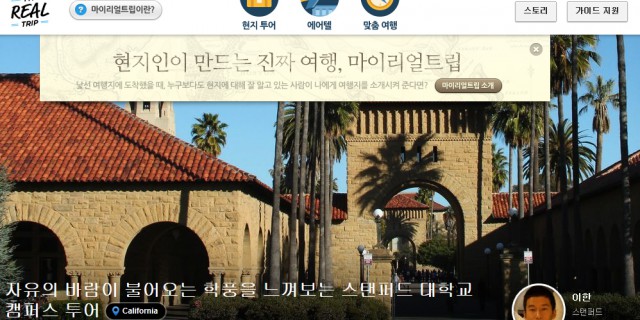 MY
REAL
TRIP
? 마이리얼트립이란?
현지 투어
에어텔
맞춤 여행
스토리
가이드 지원
현지인이 만드는 진짜 여행, 마이리얼트립
낯선 여행지에 도착했을 때, 누구보다도 현지에 대해 잘 알고 있는 사람이 나에게 여행지를 소개시켜 준다면?
마이리얼트립 소개
자유의 바람이 불어오는 학풍을 느껴보는 스탠퍼드 대학교
캠퍼스 투어
California
이한
스탠퍼드